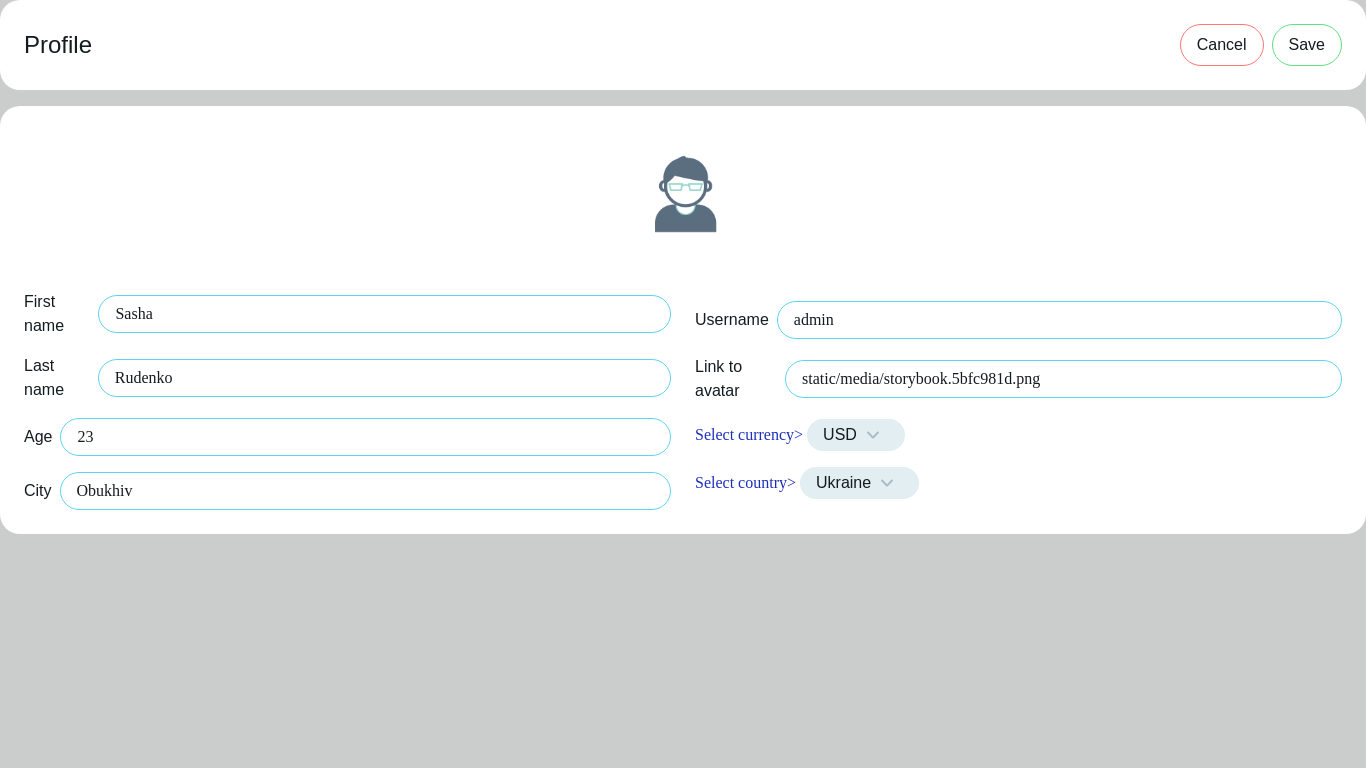 Profile
Cancel
Save
First
name
Sasha
Last
name
Rudenko
Age
23
City
Obukhiv
Username
admin
Link to
avatar
static/media/storybook.5bfc981d.png
Select currency>
USD
Select country>
Ukraine